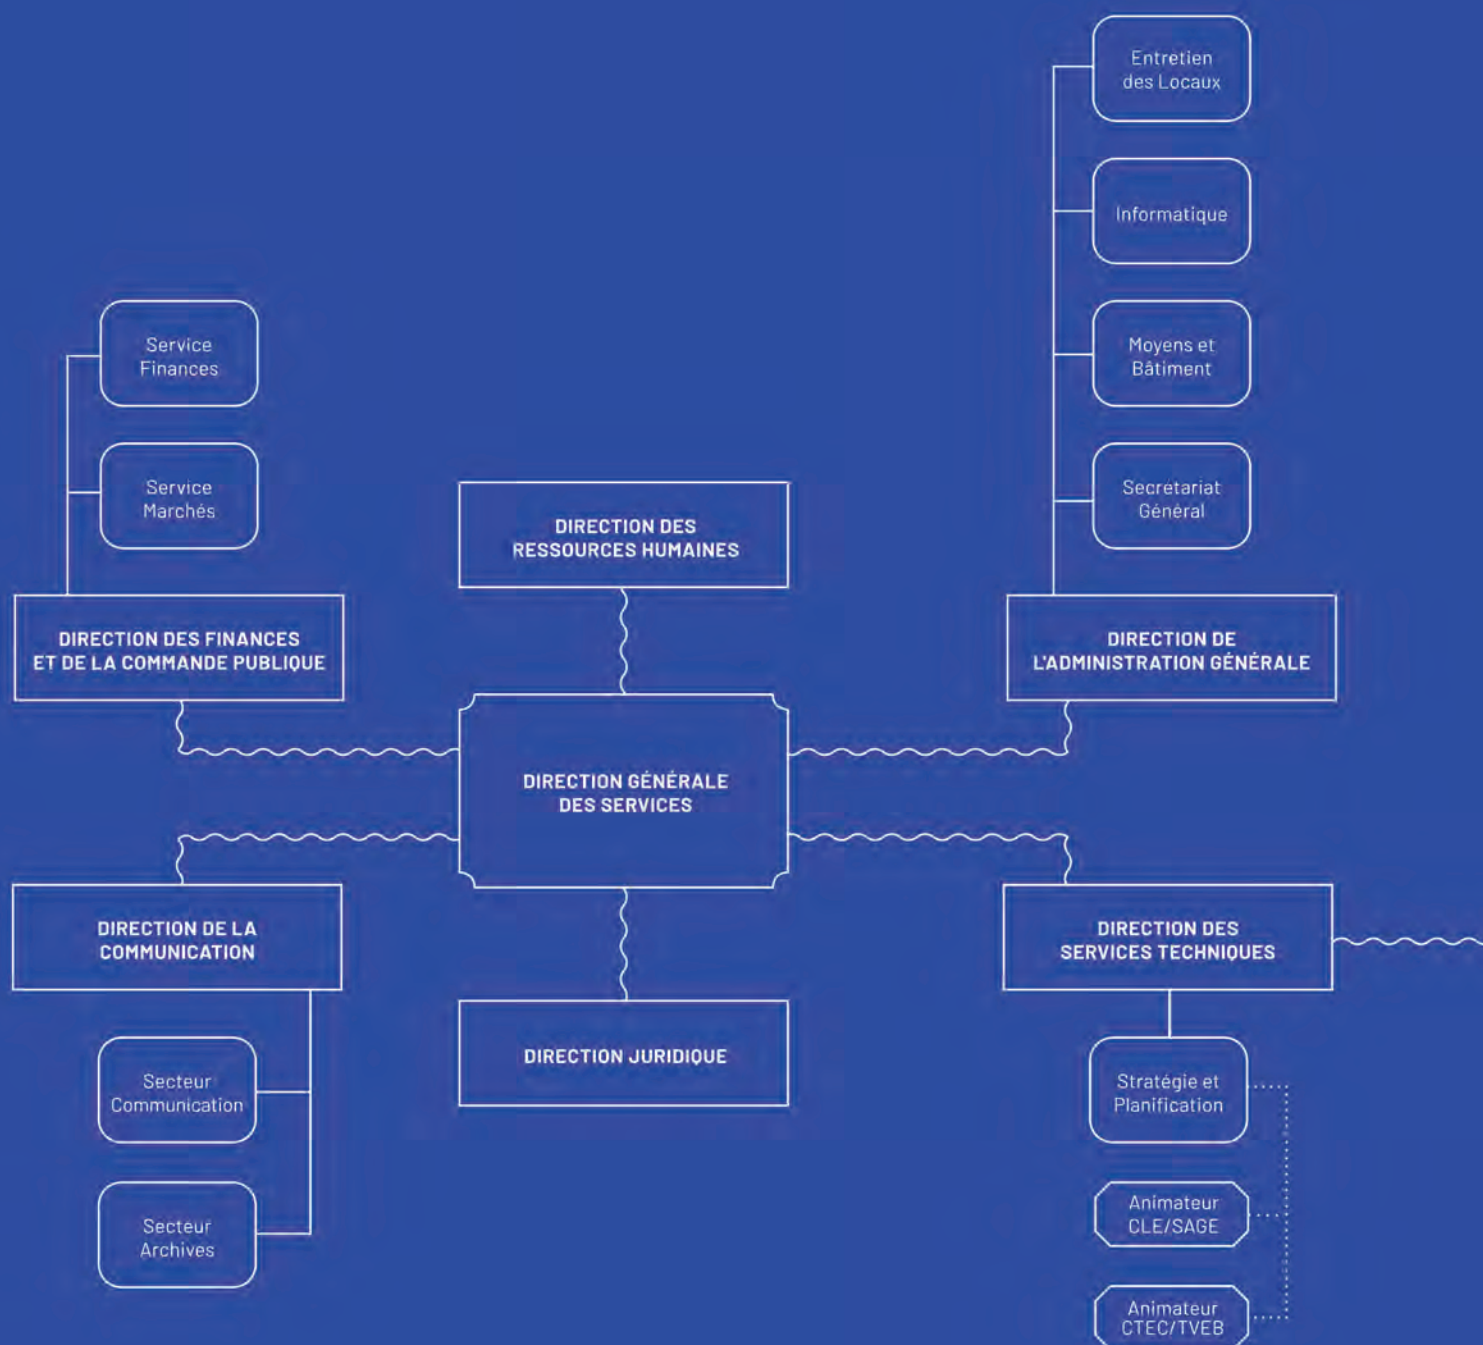 Entretien
des Locaux
Informatique
Moyens et
Bâtiment
Secrétariat
Général
DIRECTION DE
L'ADMINISTRATION GÉNÉRALE
Service
Finances
Service
Marchés
DIRECTION DES FINANCES
ET DE LA COMMANDE PUBLIQUE
DIRECTION DES
RESSOURCES HUMAINES
DIRECTION GÉNÉRALE
DES SERVICES
DIRECTION DE LA
COMMUNICATION
Secteur
Communication
Secteur
Archives
DIRECTION JURIDIQUE
DIRECTION DES
SERVICES TECHNIQUES
Stratégie et
Planification
Animateur
CLE/SAGE
Animateur
CTEC/TVEB